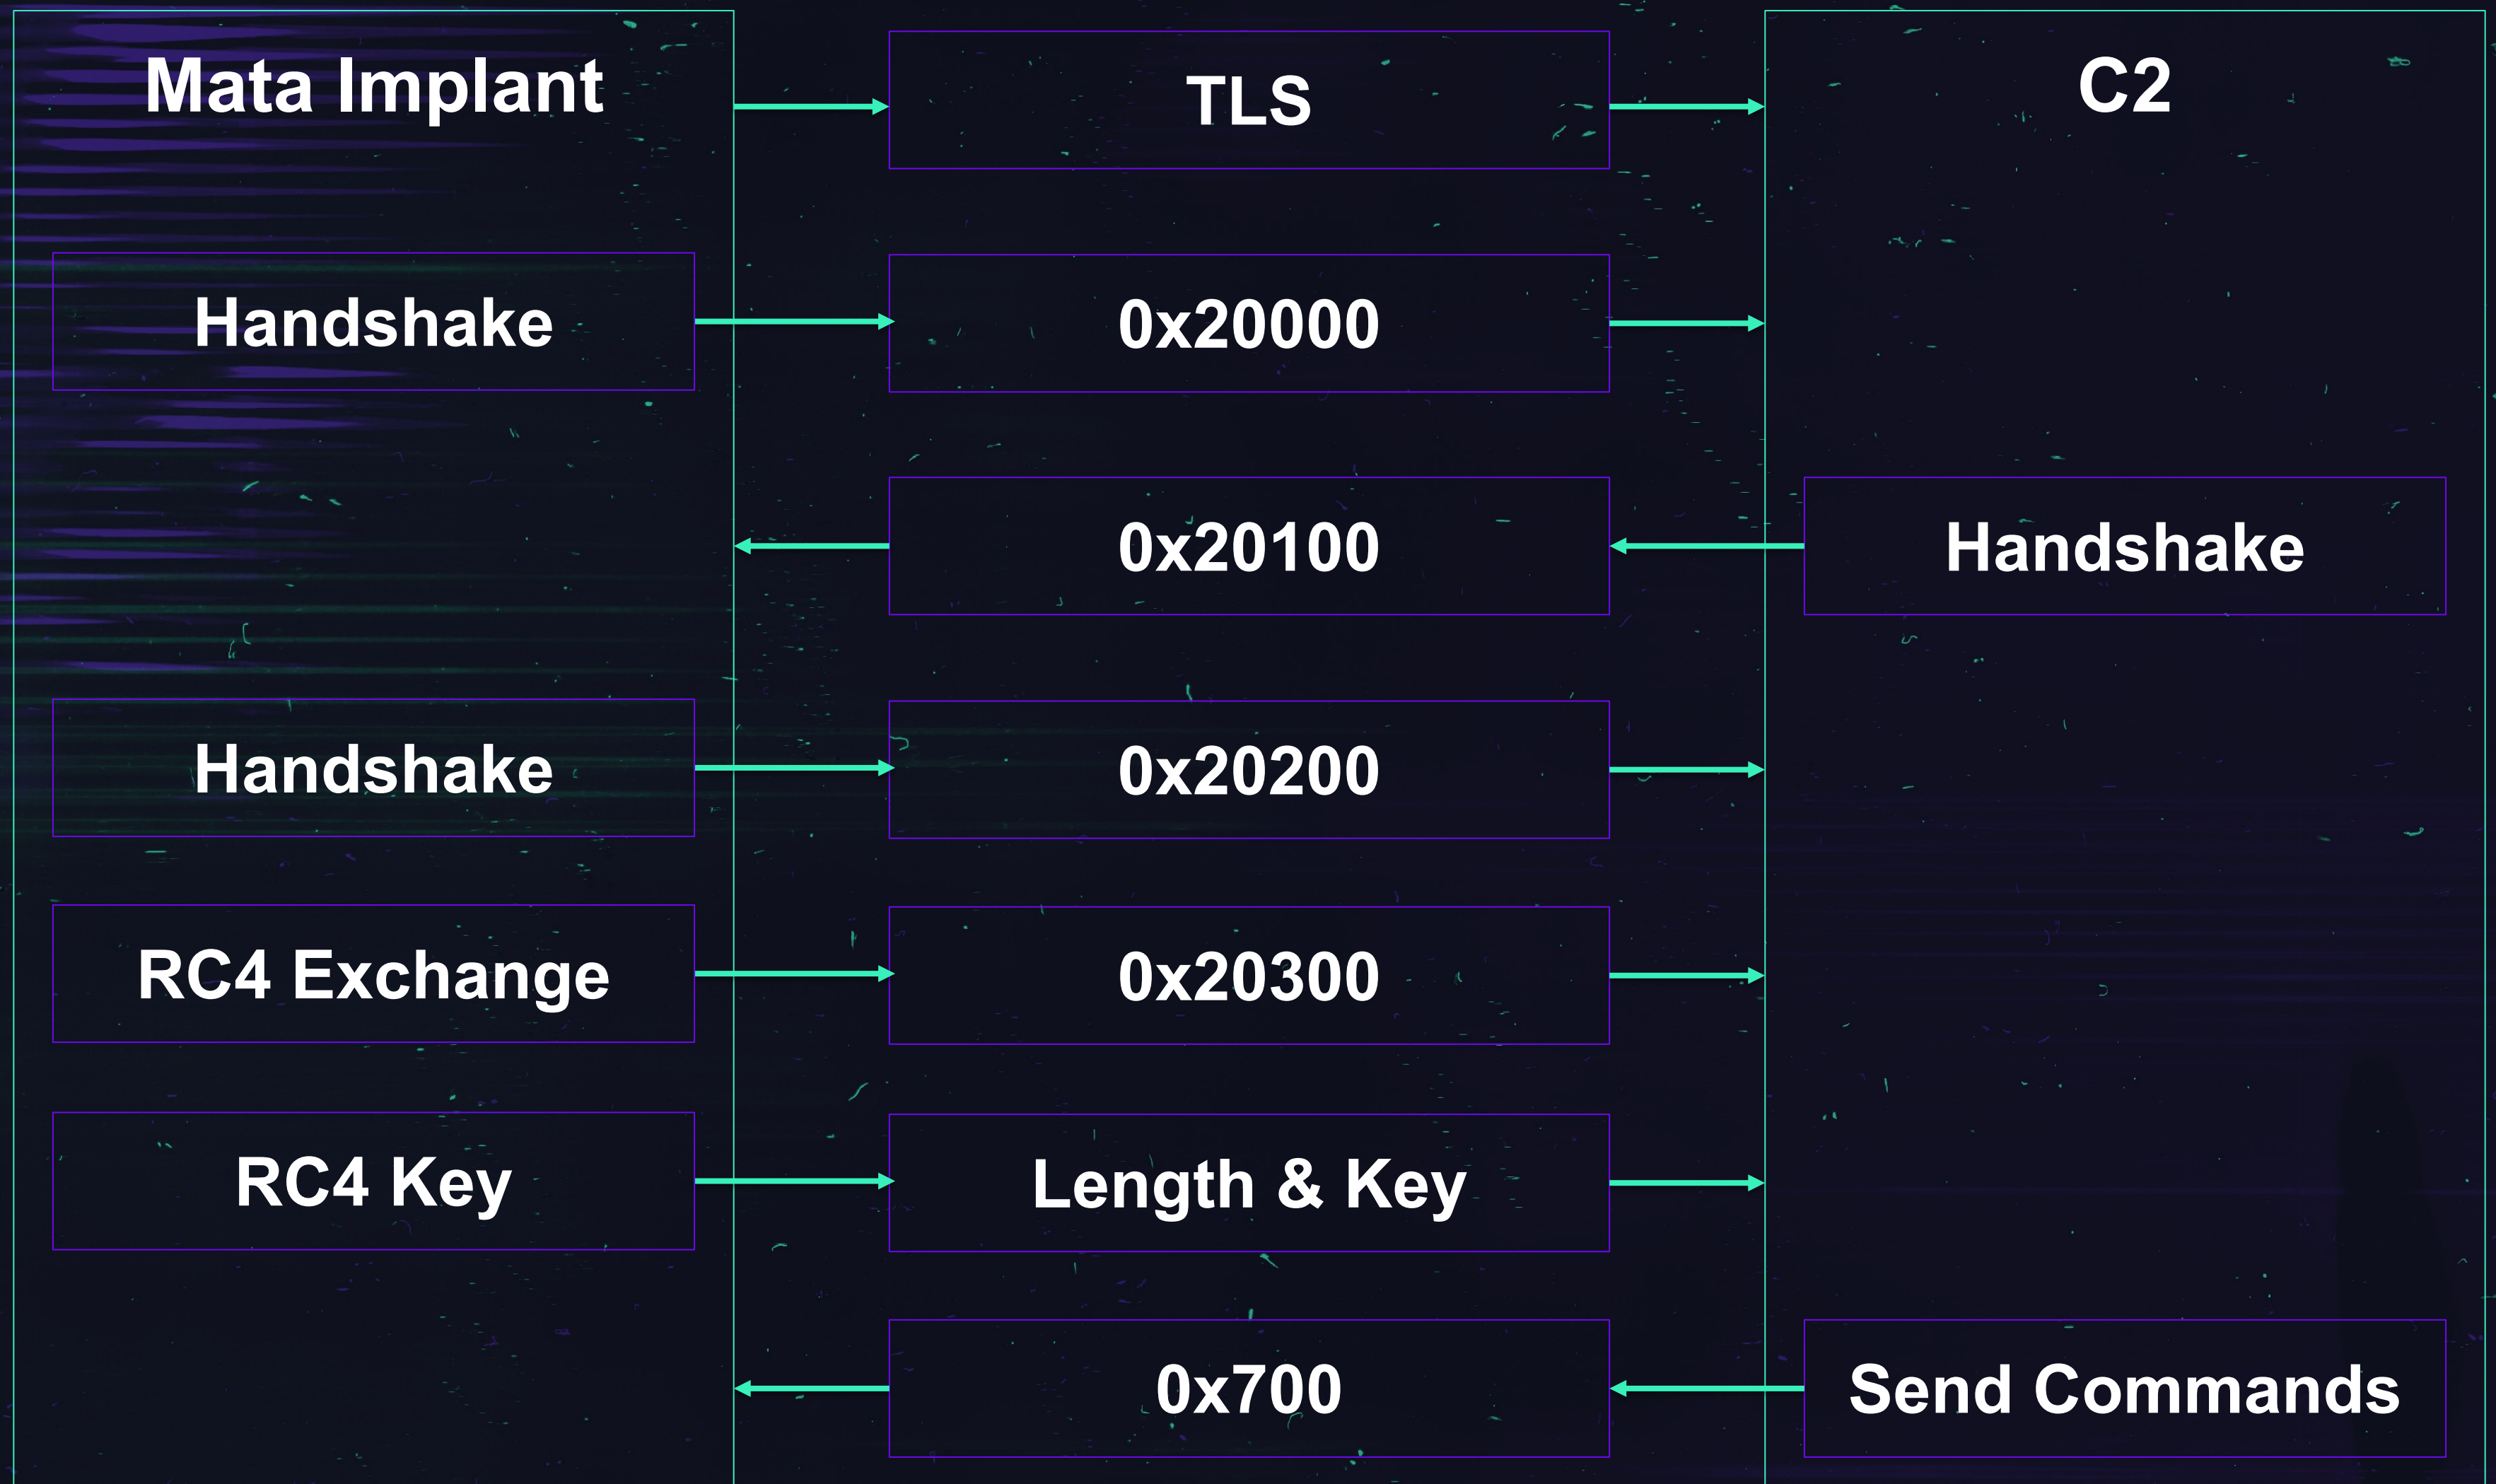 Mata Implant
TLS
C2
Handshake
0x20000
0x20100
Handshake
Handshake
0x20200
RC4 Exchange
0x20300
RC4 Key
Length & Key
0x700
Send Commands